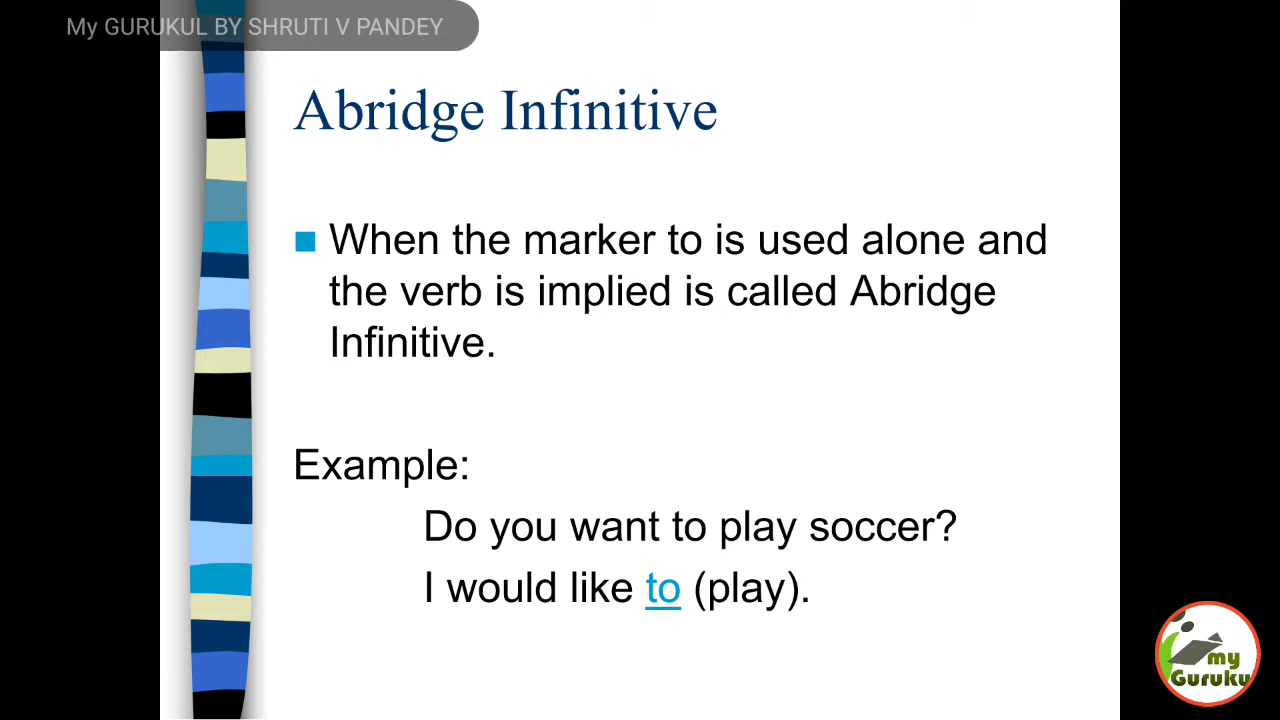 My GURUKUL BY SHRUTI V PANDEY
Abridge Infinitive
When the marker to is used alone and
the verb is implied is called Abridge
Infinitive.
Example:
Do you want to play soccer?
I would like to (play).
my
Guruku